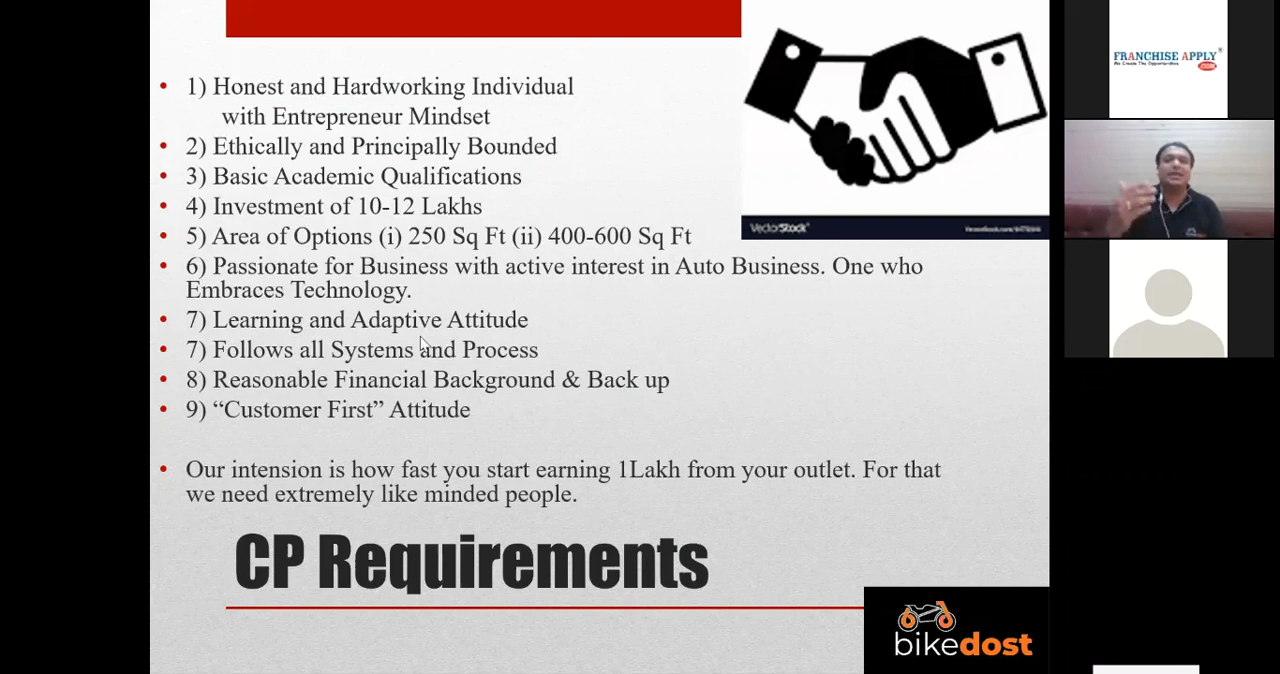 • 1) Honest and Hardworking Individual
with Entrepreneur Mindset
• 2) Ethically and Principally Bounded
• 3) Basic Academic Qualifications
• 4) Investment of 10-12 Lakhs
• 5) Area of Options (i) 250 Sq Ft (ii) 400-600 Sq Ft
• 6) Passionate for Business with active interest in Auto Business. One who
Embraces Technology.
• 7) Learning and Adaptive Attitude
• 7) Follows all Systems and Process
• 8) Reasonable Financial Background & Back up
• 9) “Customer First” Attitude
• Our intension is how fast you start earning 1Lakh from your outlet. For that
we need extremely like minded people.
CP Requirements
VectorStock
bikedost
FRANCHISE APPLY
We Create The Opportunities
.COM